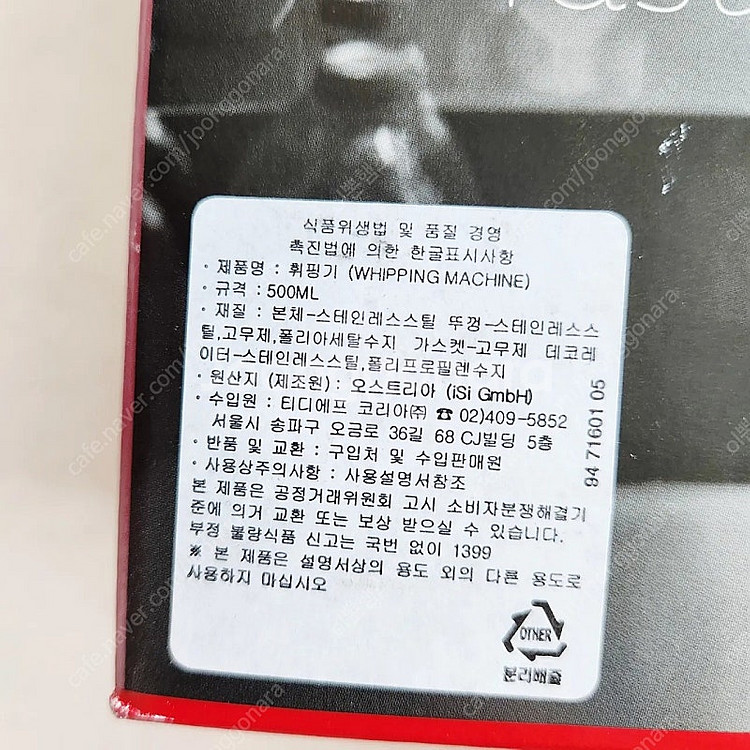 식품위생법 및 품질 경영
촉진법에 의한 한글표시사항
· 제품명 : 휘핑기 (WHIPPING MACHINE)
· 규격 : 500ML
· 재질 : 본체-스테인레스스틸 뚜껑-스테인레스스
틸,고무제,폴리아세탈수지 가스켓-고무제 데코레
이터-스테인레스스틸,폴리프로필렌수지
· 원산지 (제조원) : 오스트리아 (iSi GmbH)
· 수입원 : 티디에프 코리아㈜ ☎ 02)409-5852
서울시 송파구 오금로 36길 68 CJ빌딩 5층
· 반품 및 교환 : 구입처 및 수입판매원
· 사용상주의사항 : 사용설명서참조
본 제품은 공정거래위원회 고시 소비자분쟁해결기
준에 의거 교환 또는 보상 받으실 수 있습니다.
부정 불량식품 신고는 국번 없이 1399
※ 본 제품은 설명서상의 용도 외의 다른 용도로
사용하지 마십시오
94 71601 05
OTHER
분리배출
cafe.naver.com/joonggonara